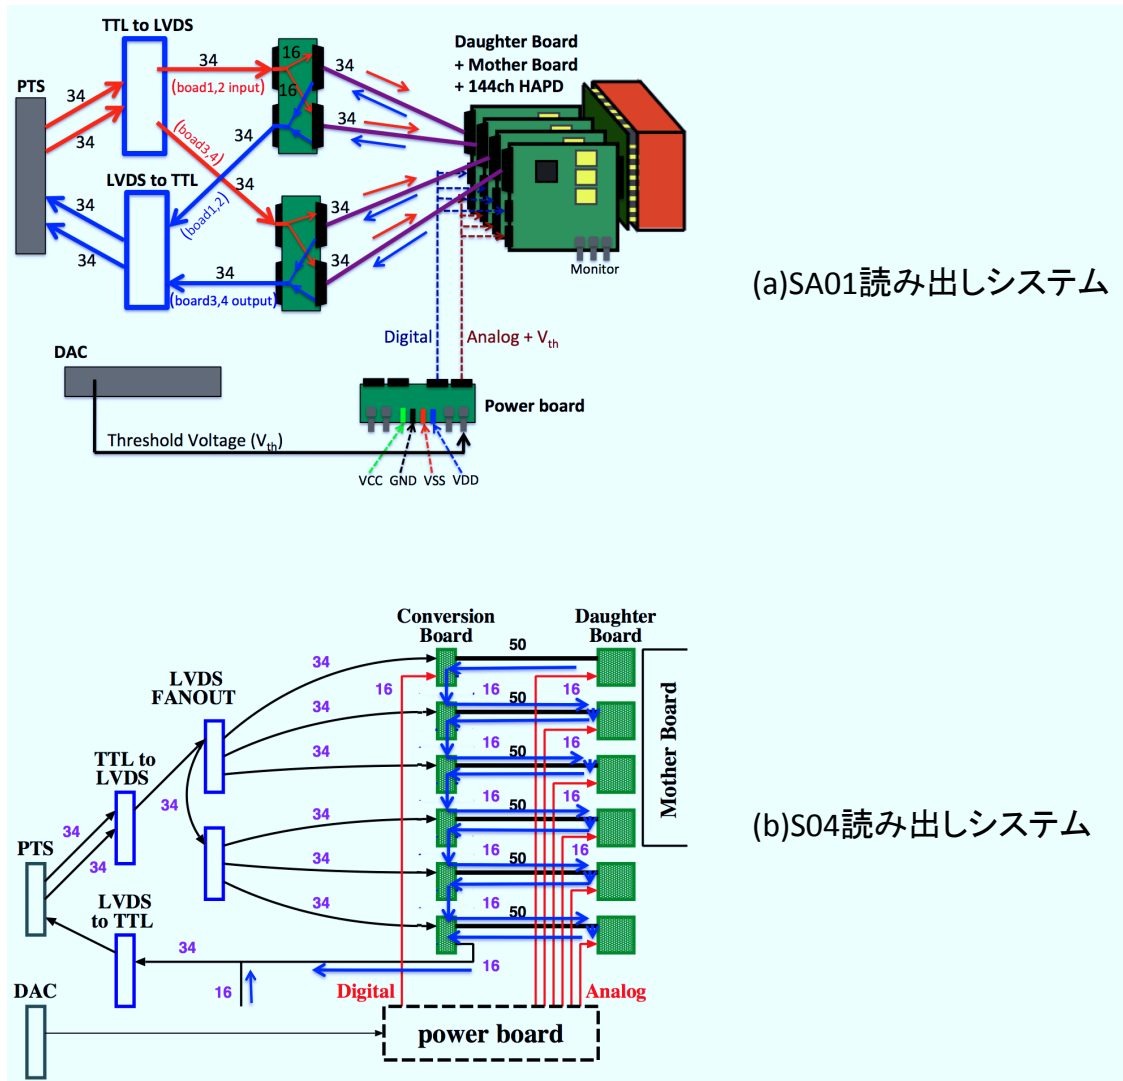 TTL to LVDS
PTS
34
34
34
(boad1,2 input)
16
16
34
34
34
(boad3,4)
34
LVDS to TTL
(boad1,2)
34
34
34
(board3,4 output)
34
34
Daughter Board
+ Mother Board
+ 144ch HAPD
Monitor
(a)SA01読み出しシステム
Digital
Analog + Vth
DAC
Power board
Threshold Voltage (Vth)
VCC GND VSS VDD
Conversion
Board
Daughter
Board
LVDS
FANOUT
TTL to
LVDS
PTS
LVDS
to TTL
34
34
34
34
34
34
34
34
34
34
50
16
16
16
50
16
16
50
16
16
50
16
16
50
16
50
16
16
Mother Board
(b)S04読み出しシステム
DAC
Digital
Analog
power board